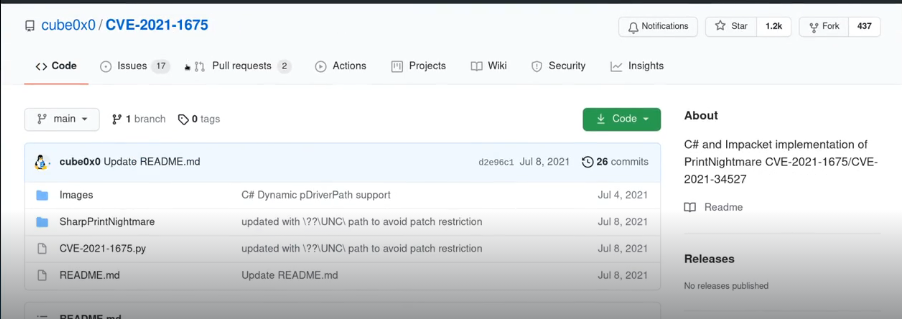 cube0x0 / CVE-2021-1675
Notifications Star 1.2k Fork 437
Code Issues 17 Pull requests 2 Actions Projects Wiki Security Insights
main 1 branch 0 tags Code
About
C# and Impacket implementation of
PrintNightmare CVE-2021-1675/CVE-
2021-34527
Readme
Releases
No releases published
cube0x0 Update README.md d2e96c1 Jul 8, 2021 26 commits
Images C# Dynamic pDriverPath support Jul 4, 2021
SharpPrintNightmare updated with \??\UNC\ path to avoid patch restriction Jul 8, 2021
CVE-2021-1675.py updated with \??\UNC\ path to avoid patch restriction Jul 8, 2021
README.md Update README.md Jul 8, 2021
README.md